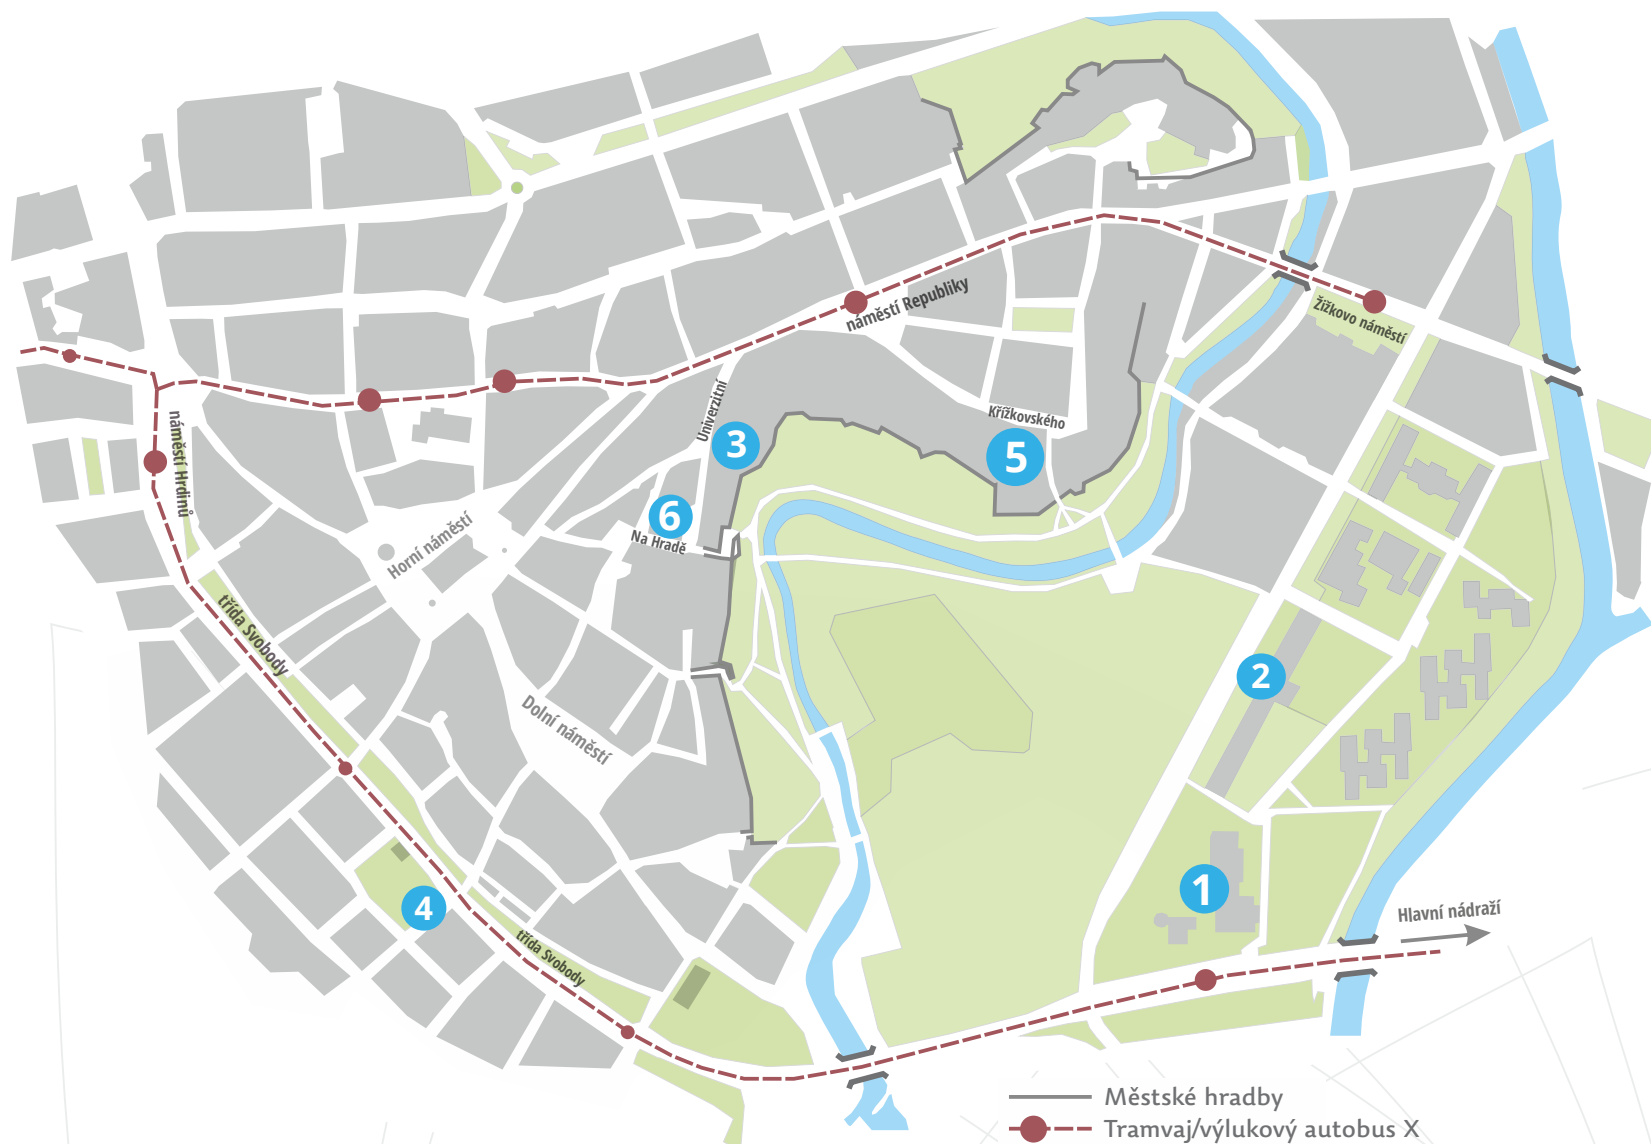 náměstí Republiky
Žižkovo náměstí
Univerzitní
Křížkovského
náměstí Hrdinů
3
5
6
Na Hradě
Horní náměstí
třída Svobody
Dolní náměstí
2
1
4
Hlavní nádraží
třída Svobody
Městské hradby
Tramvaj/výlukový autobus X